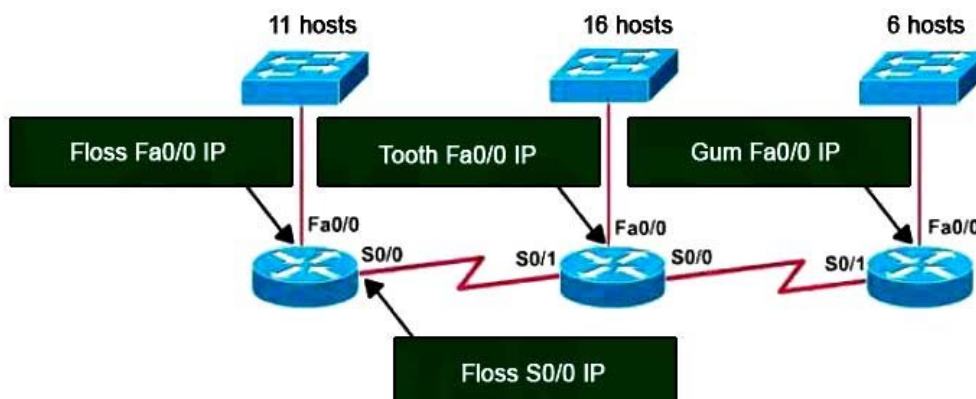 11 hosts
16 hosts
6 hosts
Floss Fa0/0 IP
Tooth Fa0/0 IP
Gum Fa0/0 IP
Fa0/0
Fa0/0
Fa0/0
S0/0
S0/1
S0/0
S0/1
Floss S0/0 IP